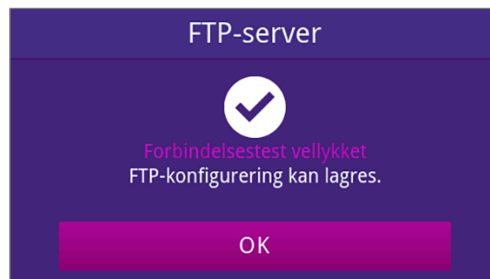 FTP-server
Forbindelsestest vellykket
FTP-konfigurering kan lagres.
OK